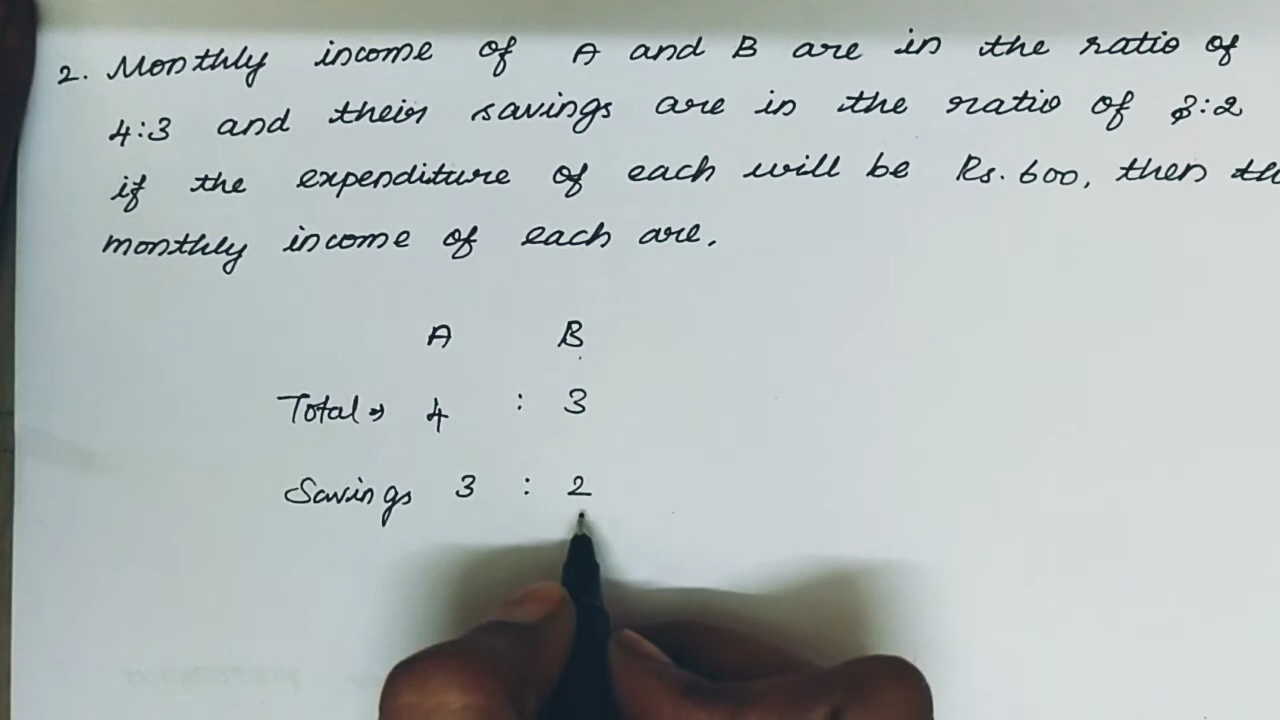 2. Monthly income of A and B are in the ratio of
4:3 and their savings are in the ratio of 3:2
if the expenditure of each will be Rs. 600, then
monthly income of each are.
A B
Total → 4 : 3
Savings 3 : 2